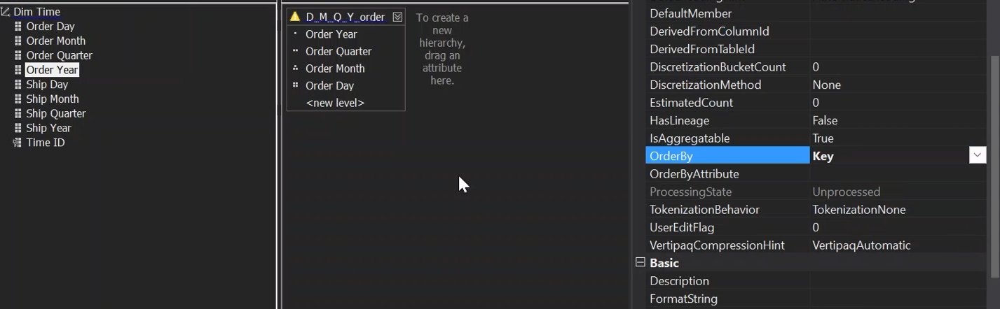 Dim Time
Order Day
Order Month
Order Quarter
Order Year
Ship Day
Ship Month
Ship Quarter
Ship Year
Time ID
D_M_Q_Y_order
Order Year
Order Quarter
Order Month
Order Day
<new level>
To create a
new
hierarchy,
drag an
attribute
here.
DefaultMember
DerivedFromColumnId
DerivedFromTableId
DiscretizationBucketCount 0
DiscretizationMethod None
EstimatedCount 0
HasLineage False
IsAggregatable True
OrderBy Key
OrderByAttribute
ProcessingState Unprocessed
TokenizationBehavior TokenizationNone
UserEditFlag 0
VertipaqCompressionHint VertipaqAutomatic
Basic
Description
FormatString